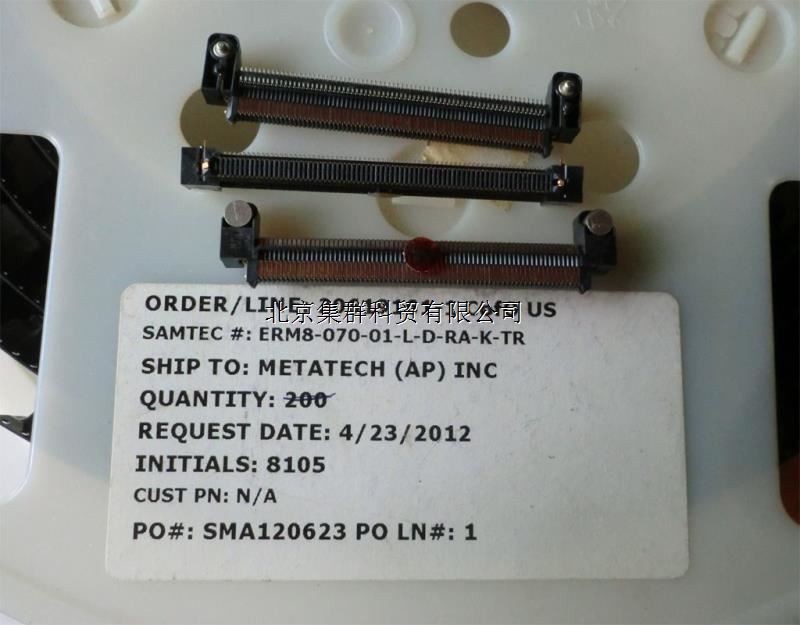 ORDER/LINE: US
北京集群科贸有限公司
SAMTEC #: ERM8-070-01-L-D-RA-K-TR
SHIP TO: METATECH (AP) INC
QUANTITY: 200
REQUEST DATE: 4/23/2012
INITIALS: 8105
CUST PN: N/A
PO#: SMA120623 PO LN#: 1